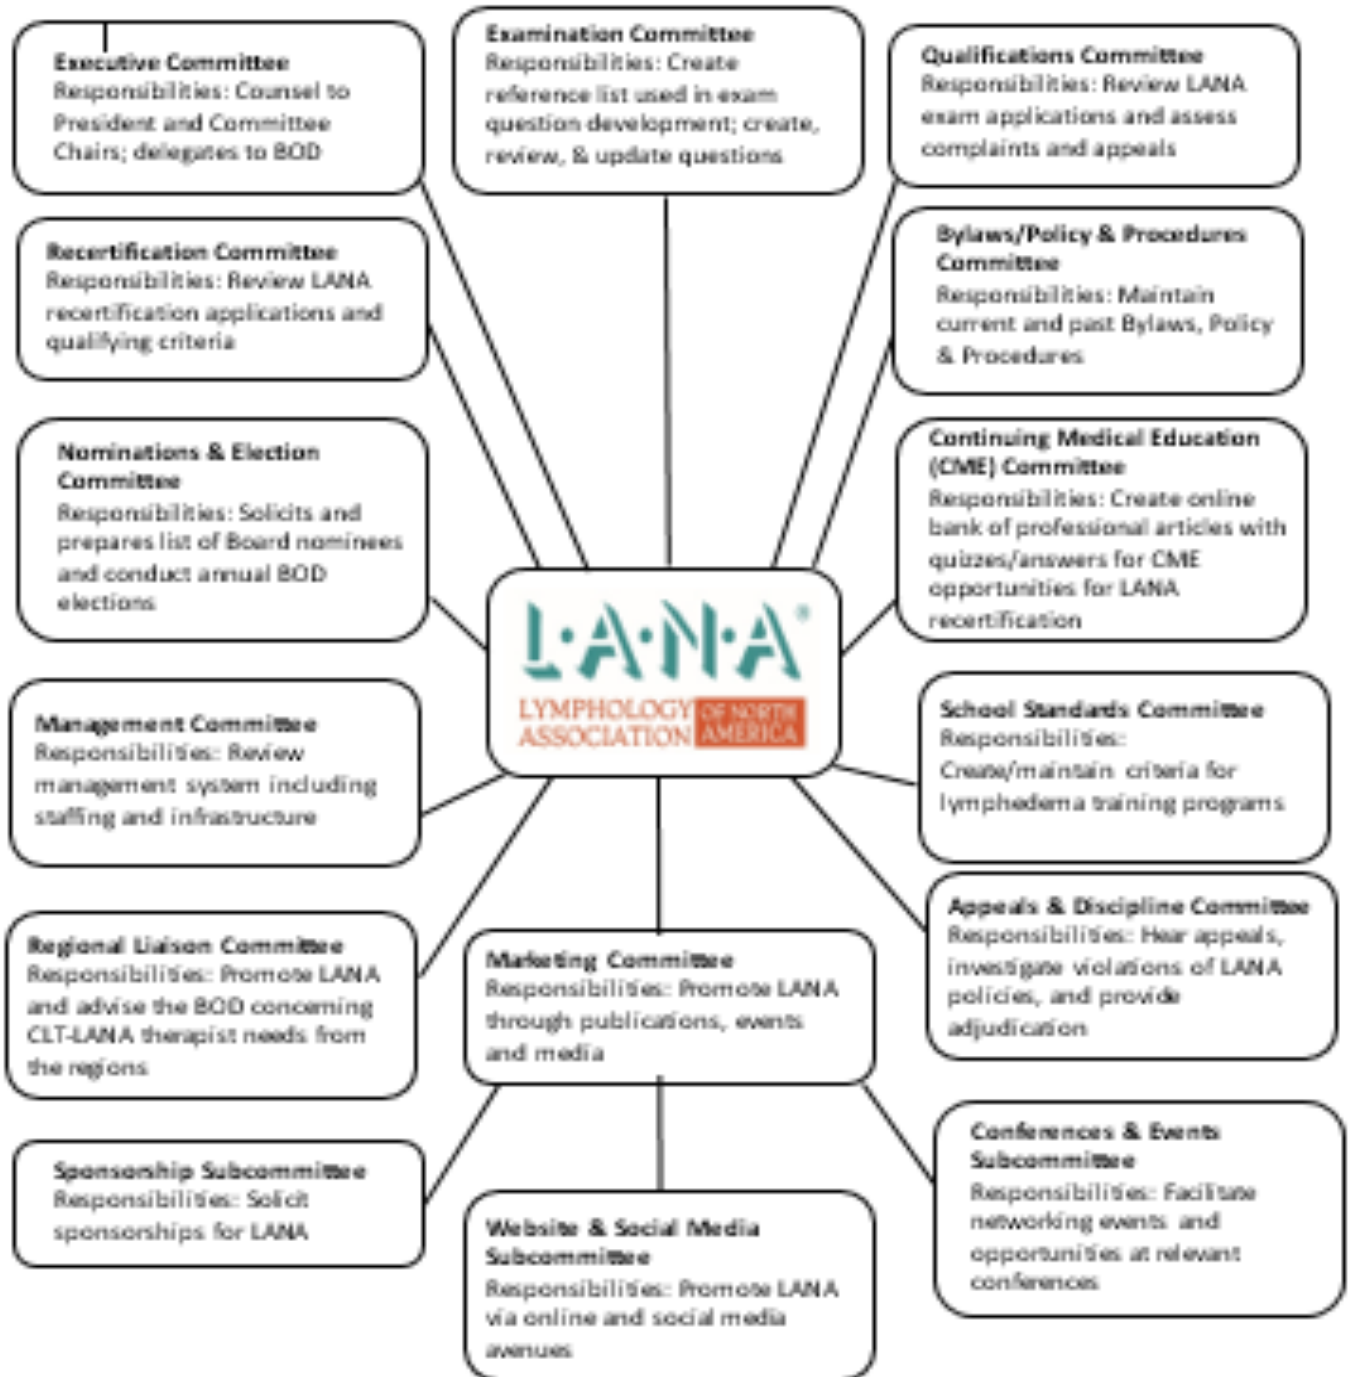 Executive Committee
Responsibilities: Counsel to
President and Committee
Chairs; delegates to BOD
Examination Committee
Responsibilities: Create
reference list used in exam
question development; create,
review, & update questions
Qualifications Committee
Responsibilities: Review LANA
exam applications and assess
complaints and appeals
Recertification Committee
Responsibilities: Review LANA
recertification applications and
qualifying criteria
Bylaws/Policy & Procedures
Committee
Responsibilities: Maintain
current and past Bylaws, Policy
& Procedures
Nominations & Election
Committee
Responsibilities: Solicits and
prepares list of Board nominees
and conduct annual BOD
elections
Continuing Medical Education
(CME) Committee
Responsibilities: Create online
bank of professional articles with
quizzes/answers for CME
opportunities for LANA
recertification
L·A·N·A®
LYMPHOLOGY OF NORTH
ASSOCIATION AMERICA
Management Committee
Responsibilities: Review
management system including
staffing and infrastructure
School Standards Committee
Responsibilities:
Create/maintain criteria for
lymphedema training programs
Regional Liaison Committee
Responsibilities: Promote LANA
and advise the BOD concerning
CLT-LANA therapist needs from
the regions
Marketing Committee
Responsibilities: Promote LANA
through publications, events
and media
Appeals & Discipline Committee
Responsibilities: Hear appeals,
investigate violations of LANA
policies, and provide
adjudication
Sponsorship Subcommittee
Responsibilities: Solicit
sponsorships for LANA
Website & Social Media
Subcommittee
Responsibilities: Promote LANA
via online and social media
avenues
Conferences & Events
Subcommittee
Responsibilities: Facilitate
networking events and
opportunities at relevant
conferences